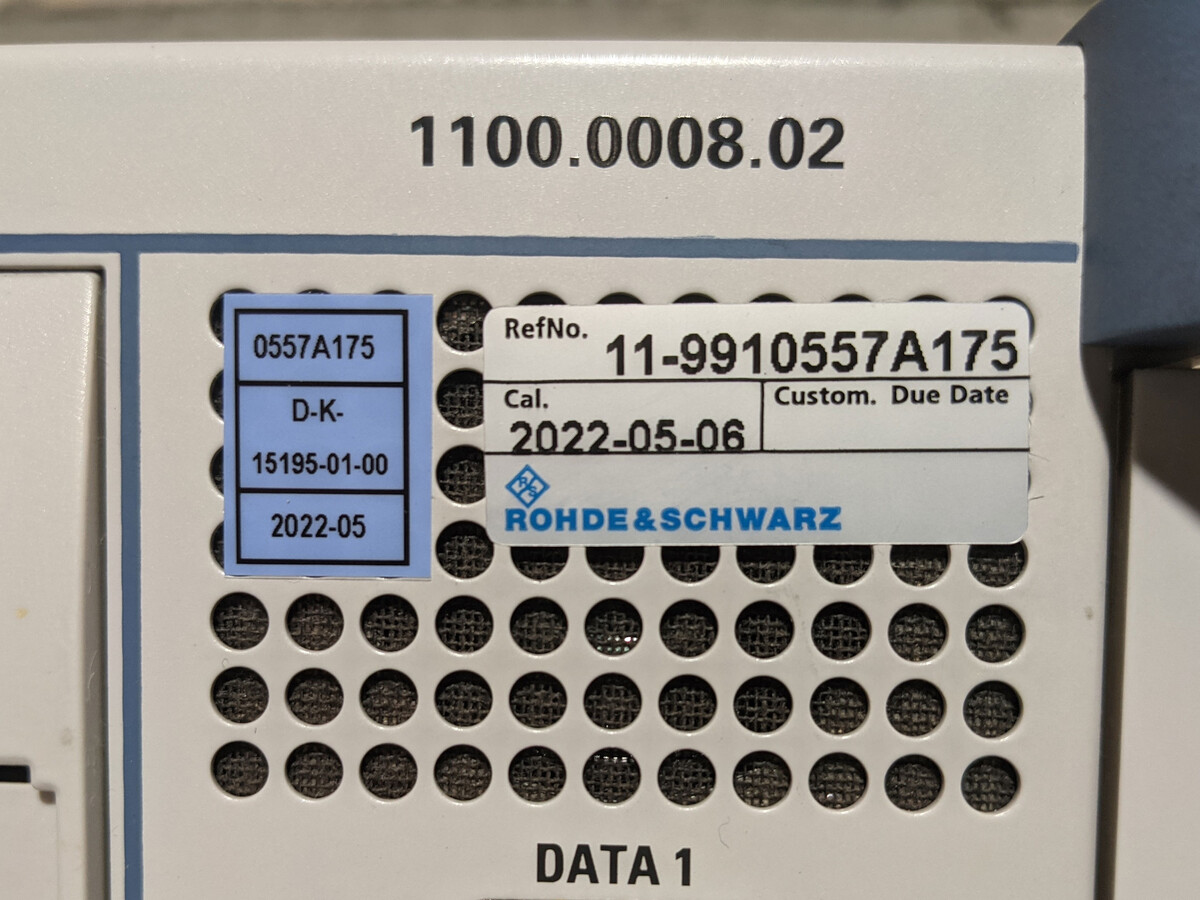 1100.0008.02
0557A175
D-K-
15195-01-00
2022-05
RefNo. 11-9910557A175
Cal. Custom. Due Date
2022-05-06
R S
ROHDE&SCHWARZ
DATA 1